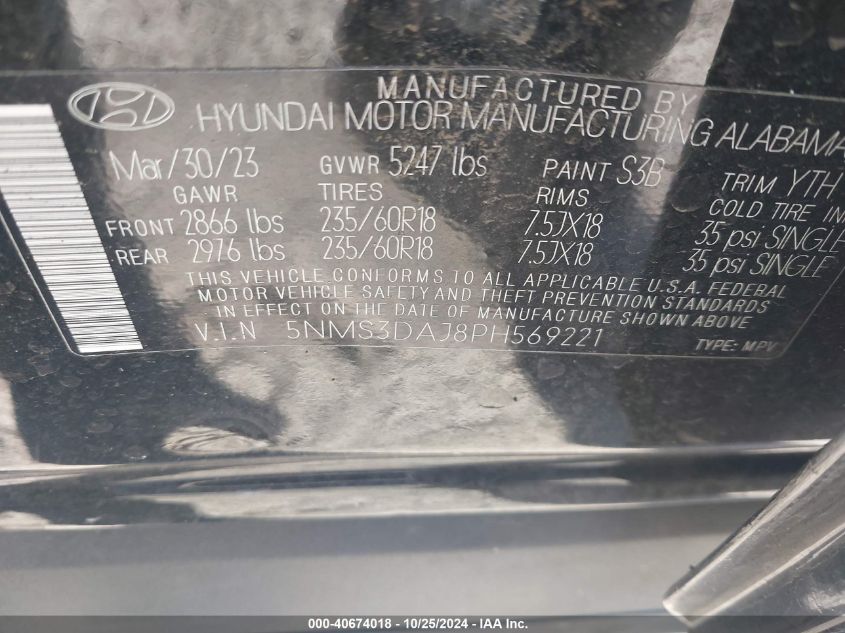 MANUFACTURED BY
HYUNDAI MOTOR MANUFACTURING ALABAMA
Mar/30/23 GVWR 5247 lbs PAINT S3B TRIM YTH
GAWR TIRES RIMS COLD TIRE
FRONT 2866 lbs 235/60R18 7.5JX18 35 psi SINGLE
REAR 2976 lbs 235/60R18 7.5JX18 35 psi SINGLE
THIS VEHICLE CONFORMS TO ALL APPLICABLE U.S.A. FEDERAL
MOTOR VEHICLE SAFETY AND THEFT PREVENTION STANDARDS
IN EFFECT ON THE DATE OF MANUFACTURE SHOWN ABOVE.
V.I.N 5NMS3DAJ8PH569221 TYPE: MPV
000-40674018 - 10/25/2024 - IAA Inc.